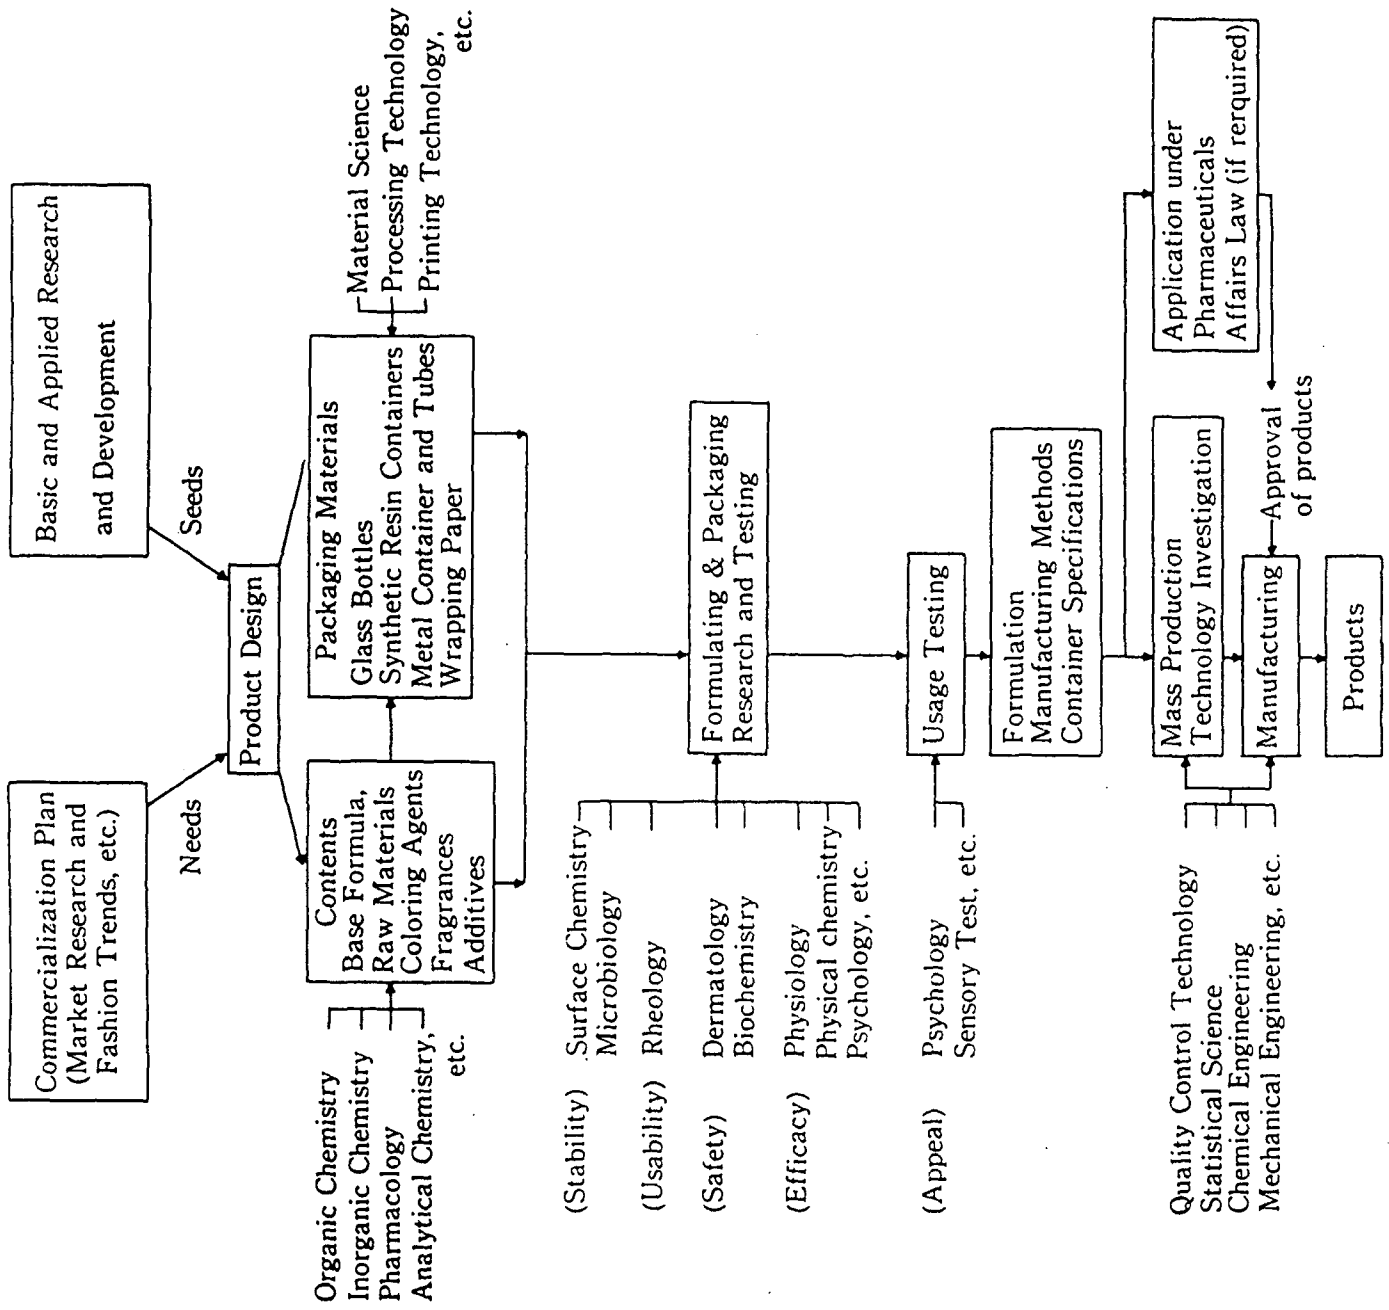 Commercialization Plan
(Market Research and
Fashion Trends, etc.)
Basic and Applied Research
and Development
Needs
Seeds
Product Design
Organic Chemistry
Inorganic Chemistry
Pharmacology
Analytical Chemistry,
etc.
Contents
Base Formula,
Raw Materials
Coloring Agents
Fragrances
Additives
Packaging Materials
Glass Bottles
Synthetic Resin Containers
Metal Container and Tubes
Wrapping Paper
Material Science
Processing Technology
Printing Technology,
etc.
(Stability) Surface Chemistry
Microbiology
(Usability) Rheology
(Safety) Dermatology
Biochemistry
(Efficacy) Physiology
Physical chemistry
Psychology, etc.
Formulating & Packaging
Research and Testing
(Appeal) Psychology
Sensory Test, etc.
Usage Testing
Formulation
Manufacturing Methods
Container Specifications
Quality Control Technology
Statistical Science
Chemical Engineering
Mechanical Engineering, etc.
Mass Production
Technology Investigation
Application under
Pharmaceuticals
Affairs Law (if rerquired)
Manufacturing
Approval
of products
Products